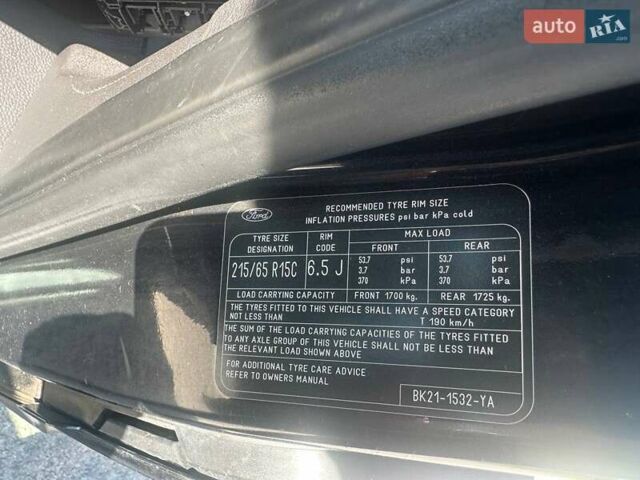 auto RIA.com
Ford
RECOMMENDED TYRE RIM SIZE
INFLATION PRESSURES psi bar kPa cold
TYRE SIZE DESIGNATION
RIM CODE
MAX LOAD
FRONT
REAR
215/65 R15C
6.5 J
53.7 psi 53.7 psi
3.7 bar 3.7 bar
370 kPa 370 kPa
LOAD CARRYING CAPACITY FRONT 1700 kg. REAR 1725 kg.
THE TYRES FITTED TO THIS VEHICLE SHALL HAVE A SPEED CATEGORY
NOT LESS THAN T 190 km/h
THE SUM OF THE LOAD CARRYING CAPACITIES OF THE TYRES FITTED
TO ANY AXLE GROUP OF THIS VEHICLE SHALL NOT BE LESS THAN
THE RELEVANT LOAD SHOWN ABOVE
FOR ADDITIONAL TYRE CARE ADVICE
REFER TO OWNERS MANUAL
BK21-1532-YA